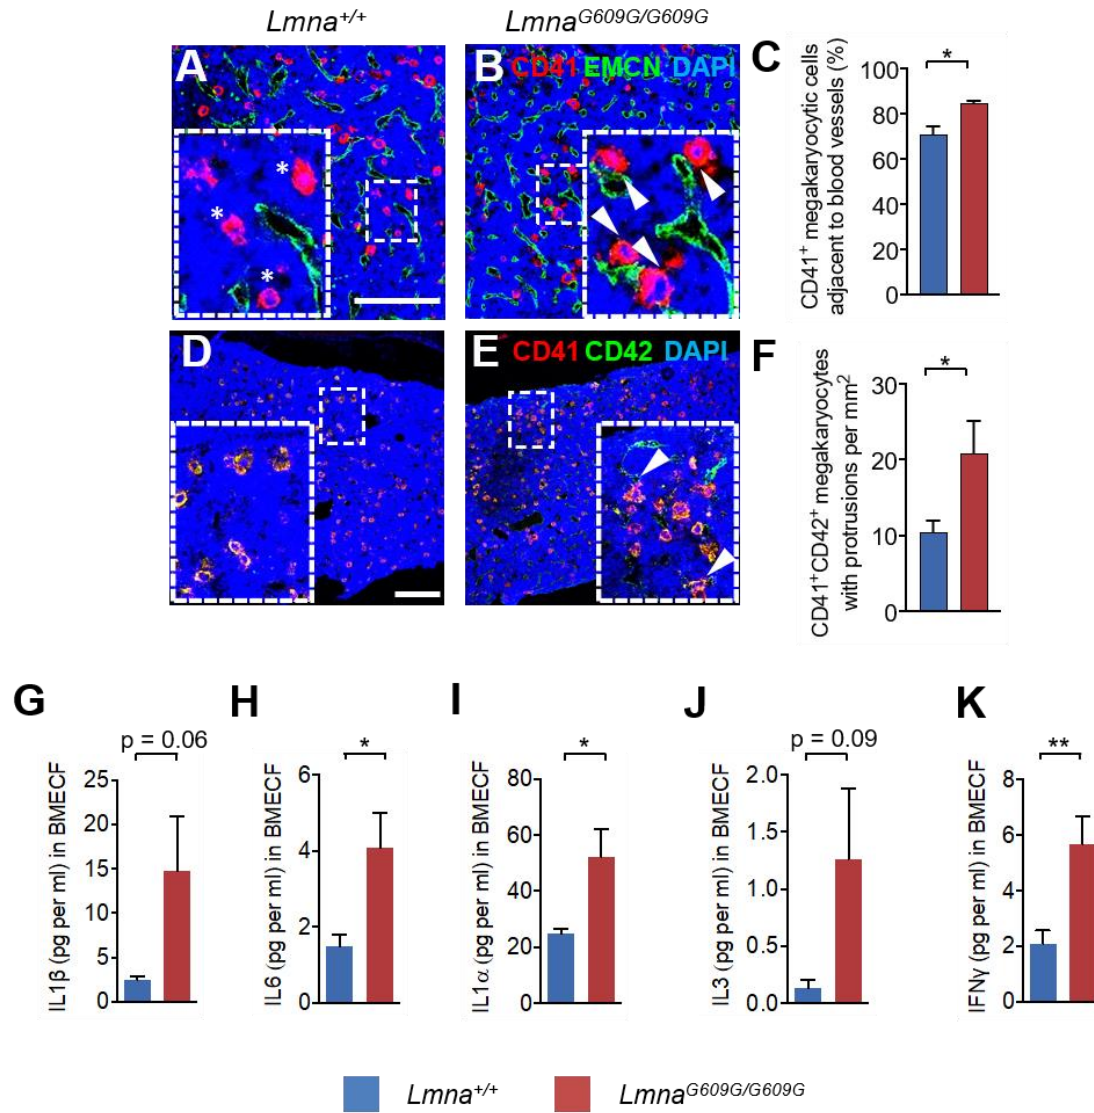 Lmna+/+
LmnaG609G/G609G
A
*
*
*
B
CD41 EMCN DAPI
C
CD41+ megakaryocytic cells
adjacent to blood vessels (%)
100
80
60
40
20
0
*
D
E
CD41 CD42 DAPI
F
CD41+CD42+ megakaryocytes
with protrusions per mm2
30
20
10
0
*
G
p = 0.06
IL1β (pg per ml) in BMECF
25
20
15
10
5
0
H
*
IL6 (pg per ml) in BMECF
6
4
2
0
I
*
IL1α (pg per ml) in BMECF
80
60
40
20
0
J
p = 0.09
IL3 (pg per ml) in BMECF
2.0
1.5
1.0
0.5
0.0
K
**
IFNγ (pg per ml) in BMECF
8
6
4
2
0
Lmna+/+
LmnaG609G/G609G